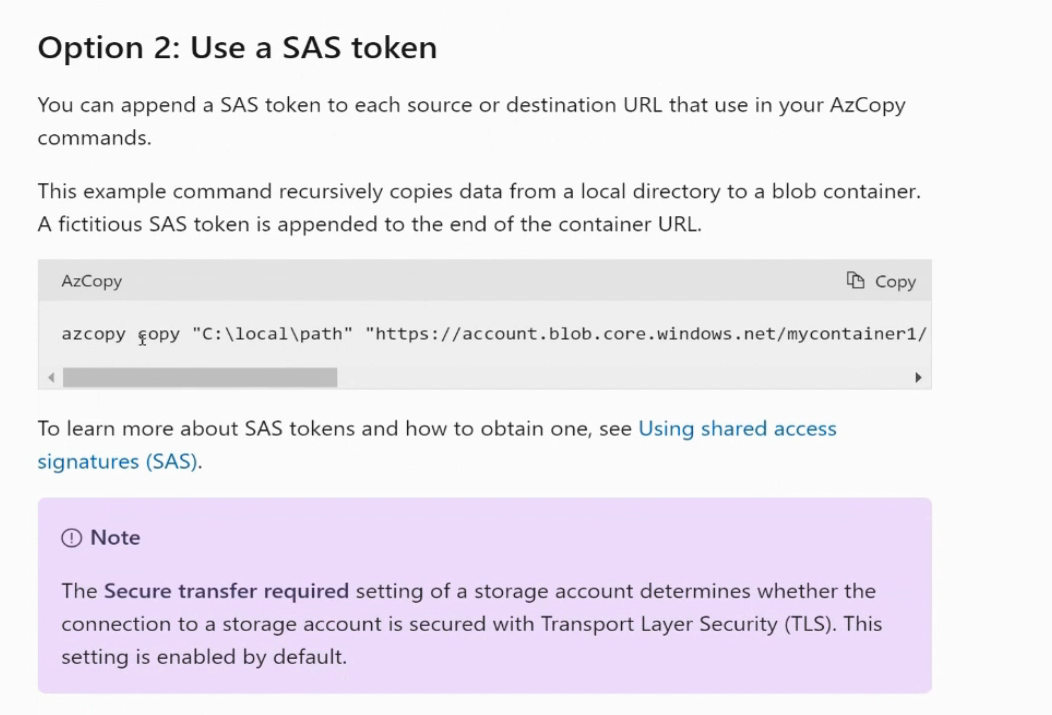 Option 2: Use a SAS token
You can append a SAS token to each source or destination URL that use in your AzCopy
commands.
This example command recursively copies data from a local directory to a blob container.
A fictitious SAS token is appended to the end of the container URL.
AzCopy
Copy
azcopy copy "C:\local\path" "https://account.blob.core.windows.net/mycontainer1/
To learn more about SAS tokens and how to obtain one, see Using shared access
signatures (SAS).
Note
The Secure transfer required setting of a storage account determines whether the
connection to a storage account is secured with Transport Layer Security (TLS). This
setting is enabled by default.